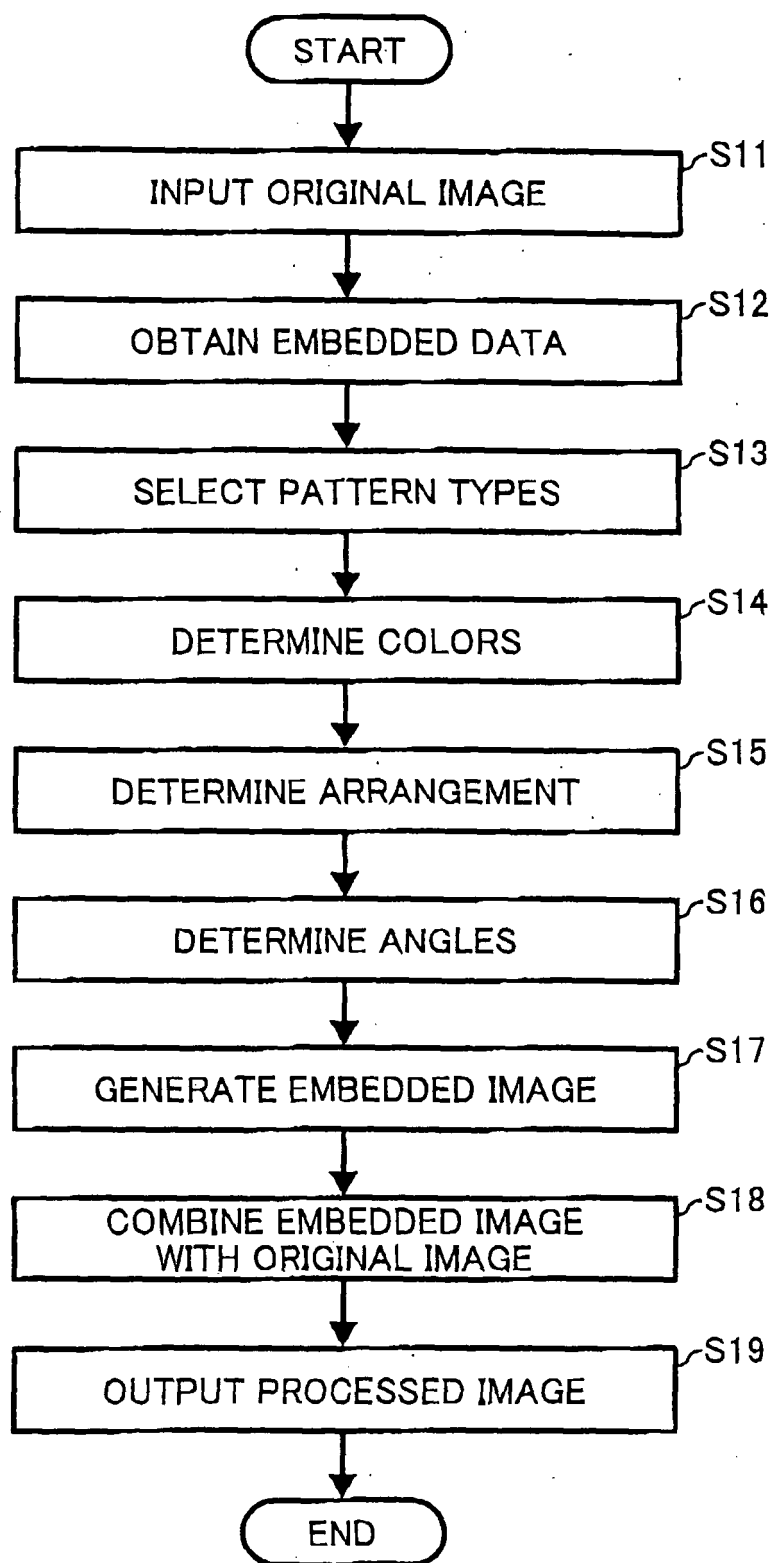 START
S11
INPUT ORIGINAL IMAGE
S12
OBTAIN EMBEDDED DATA
S13
SELECT PATTERN TYPES
S14
DETERMINE COLORS
S15
DETERMINE ARRANGEMENT
S16
DETERMINE ANGLES
S17
GENERATE EMBEDDED IMAGE
S18
COMBINE EMBEDDED IMAGE
WITH ORIGINAL IMAGE
S19
OUTPUT PROCESSED IMAGE
END